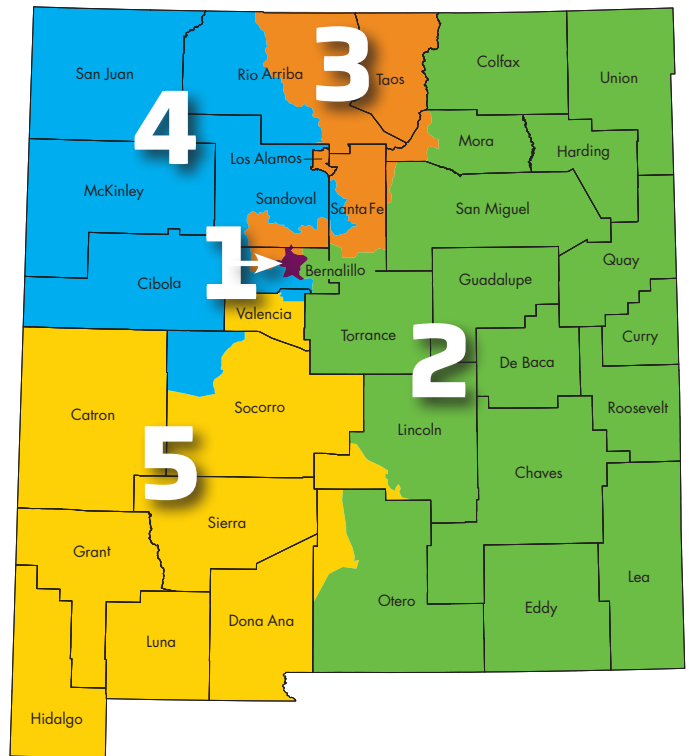 3
Colfax
San Juan
Rio Arriba
Taos
Union
4
Mora
Harding
Los Alamos
McKinley
Sandoval
Santa Fe
San Miguel
1
Bernalillo
Quay
Cibola
Guadalupe
Valencia
Torrance
2
Curry
De Baca
Catron
Socorro
Roosevelt
Lincoln
5
Chaves
Sierra
Grant
Lea
Otero
Eddy
Dona Ana
Luna
Hidalgo